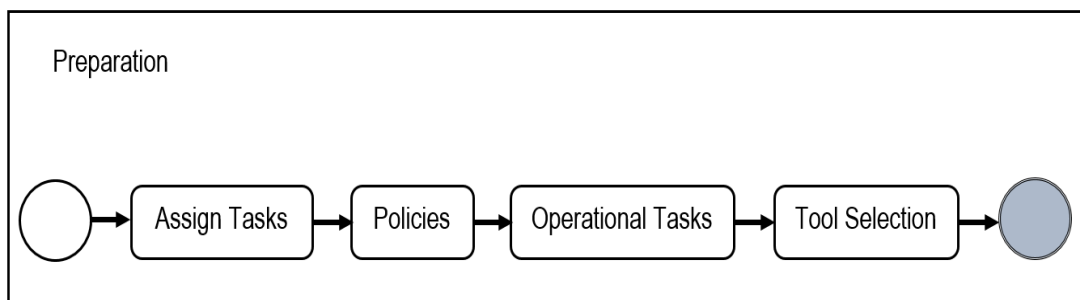 Preparation
Assign Tasks
Policies
Operational Tasks
Tool Selection